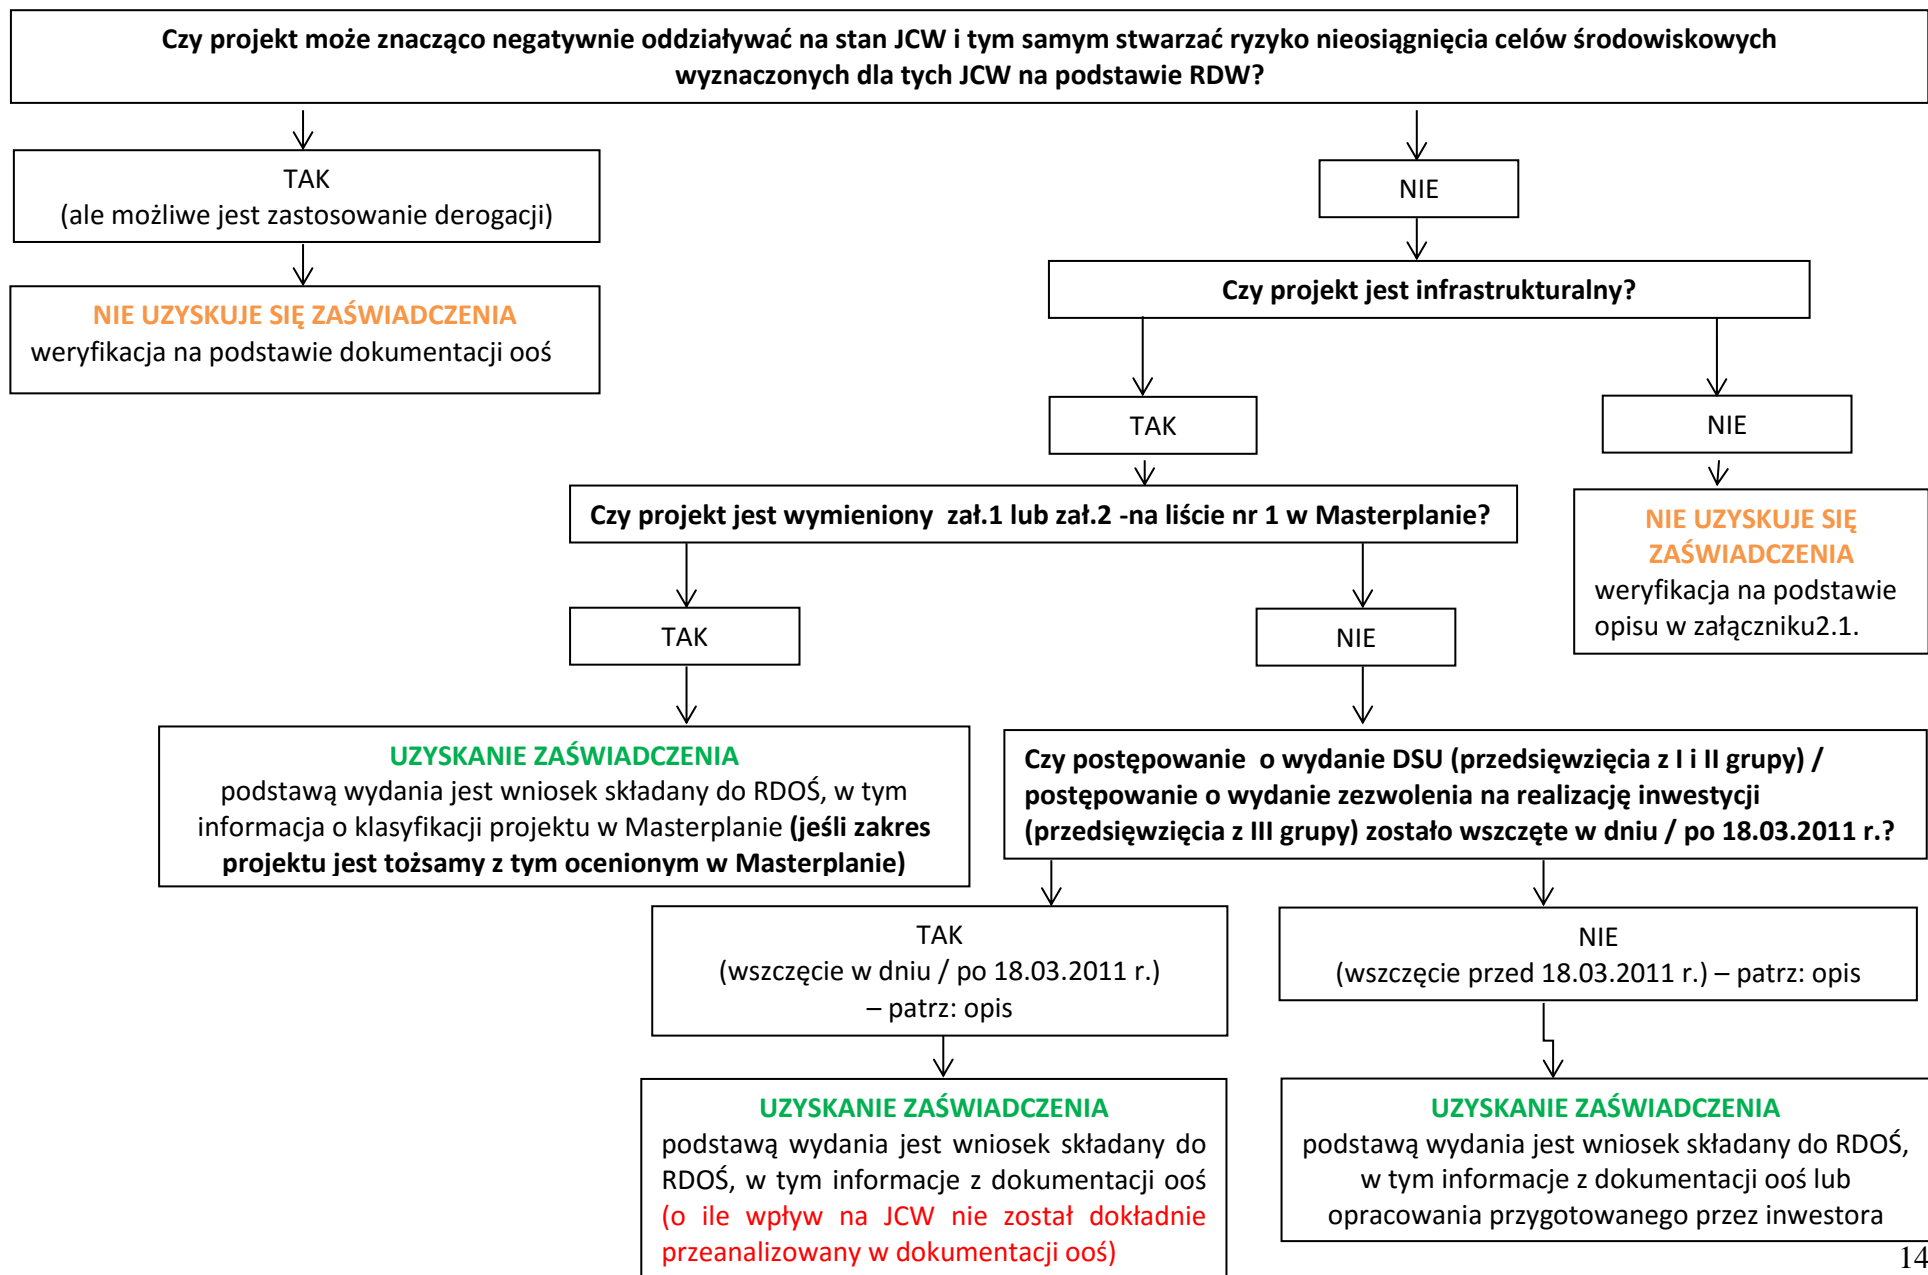 Czy projekt może znacząco negatywnie oddziaływać na stan JCW i tym samym stwarzać ryzyko nieosiągnięcia celów środowiskowych
wyznaczonych dla tych JCW na podstawie RDW?
TAK
(ale możliwe jest zastosowanie derogacji)
NIE
NIE UZYSKUJE SIĘ ZAŚWIADCZENIA
weryfikacja na podstawie dokumentacji ooś
Czy projekt jest infrastrukturalny?
TAK
NIE
Czy projekt jest wymieniony  zał.1 lub zał.2 -na liście nr 1 w Masterplanie?
NIE UZYSKUJE SIĘ
ZAŚWIADCZENIA
weryfikacja na podstawie
opisu w załączniku2.1.
TAK
NIE
UZYSKANIE ZAŚWIADCZENIA
podstawą wydania jest wniosek składany do RDOŚ, w tym
informacja o klasyfikacji projektu w Masterplanie (jeśli zakres
projektu jest tożsamy z tym ocenionym w Masterplanie)
Czy postępowanie  o wydanie DSU (przedsięwzięcia z I i II grupy) /
postępowanie o wydanie zezwolenia na realizację inwestycji
(przedsięwzięcia z III grupy) zostało wszczęte w dniu / po 18.03.2011 r.?
TAK
(wszczęcie w dniu / po 18.03.2011 r.)
– patrz: opis
NIE
(wszczęcie przed 18.03.2011 r.) – patrz: opis
UZYSKANIE ZAŚWIADCZENIA
podstawą wydania jest wniosek składany do
RDOŚ, w tym informacje z dokumentacji ooś
(o ile wpływ na JCW nie został dokładnie
przeanalizowany w dokumentacji ooś)
UZYSKANIE ZAŚWIADCZENIA
podstawą wydania jest wniosek składany do RDOŚ,
w tym informacje z dokumentacji ooś lub
opracowania przygotowanego przez inwestora
14